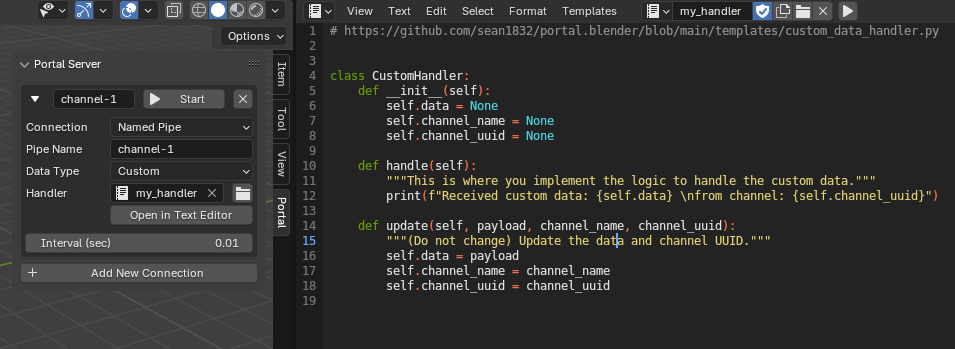 Options
Portal Server
channel-1
Start
Connection
Named Pipe
Pipe Name
channel-1
Data Type
Custom
Handler
my_handler
Open in Text Editor
Interval (sec)
0.01
+ Add New Connection
Item
Tool
View
Portal
View Text Edit Select Format Templates my_handler
1 # https://github.com/sean1832/portal.blender/blob/main/templates/custom_data_handler.py
2
3
4 class CustomHandler:
5     def __init__(self):
6         self.data = None
7         self.channel_name = None
8         self.channel_uuid = None
9
10     def handle(self):
11         """This is where you implement the logic to handle the custom data."""
12         print(f"Received custom data: {self.data} \nfrom channel: {self.channel_uuid}")
13
14     def update(self, payload, channel_name, channel_uuid):
15         """(Do not change) Update the data and channel UUID."""
16         self.data = payload
17         self.channel_name = channel_name
18         self.channel_uuid = channel_uuid
19